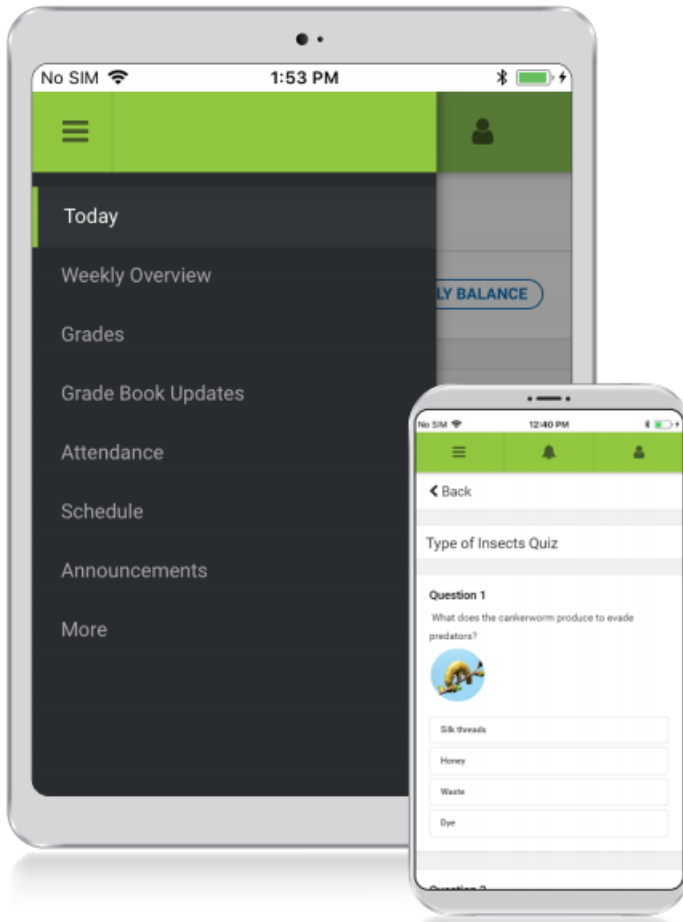 No SIM 1:53 PM
Today
Weekly Overview
LY BALANCE
Grades
Grade Book Updates
Attendance
Schedule
Announcements
More
No SIM 12:40 PM
Back
Type of Insects Quiz
Question 1
What does the cankerworm produce to evade
predators?
Silk threads
Honey
Waste
Dye
Question 2